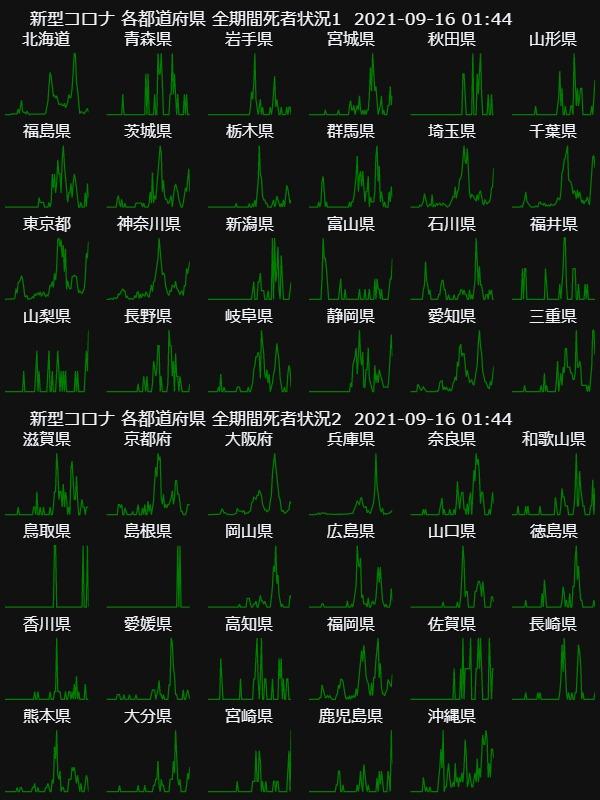 新型コロナ 各都道府県 全期間死者状況1 2021-09-16 01:44
北海道 青森県 岩手県 宮城県 秋田県 山形県
福島県 茨城県 栃木県 群馬県 埼玉県 千葉県
東京都 神奈川県 新潟県 富山県 石川県 福井県
山梨県 長野県 岐阜県 静岡県 愛知県 三重県
新型コロナ 各都道府県 全期間死者状況2 2021-09-16 01:44
滋賀県 京都府 大阪府 兵庫県 奈良県 和歌山県
鳥取県 島根県 岡山県 広島県 山口県 徳島県
香川県 愛媛県 高知県 福岡県 佐賀県 長崎県
熊本県 大分県 宮崎県 鹿児島県 沖縄県